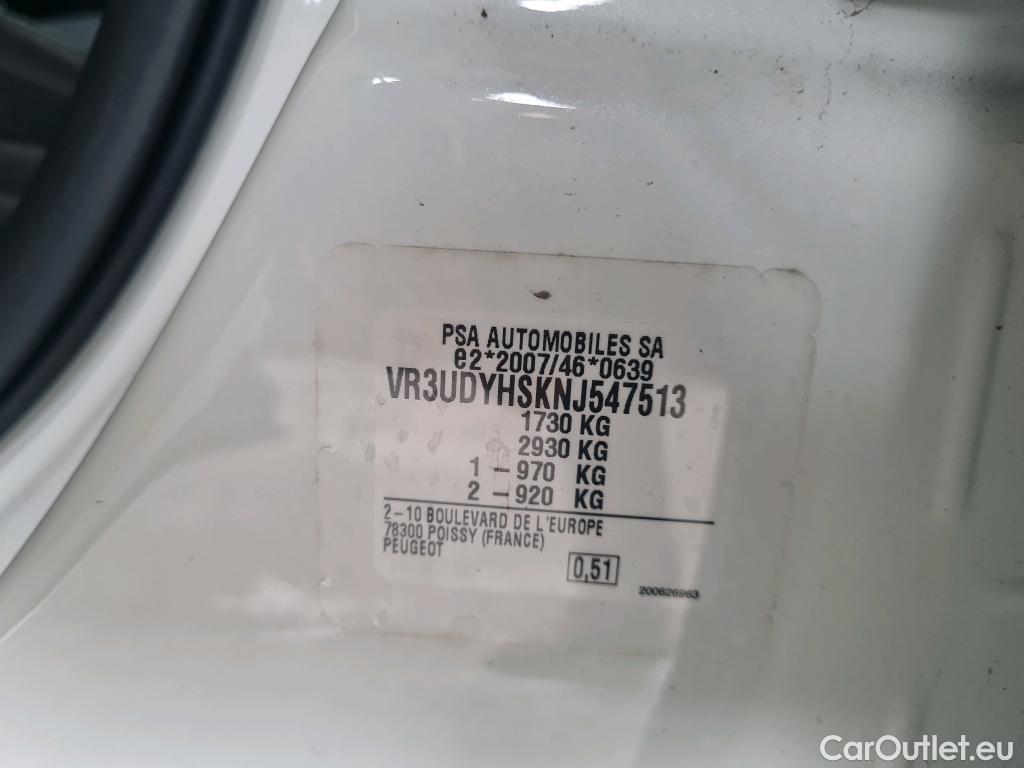 PSA AUTOMOBILES SA
e2*2007/46*0639
VR3UDYHSKNJ547513
1730 KG
2930 KG
1 – 970 KG
2 – 920 KG
2–10 BOULEVARD DE L'EUROPE
78300 POISSY (FRANCE)
PEUGEOT
0,51
200626963
CarOutlet.eu